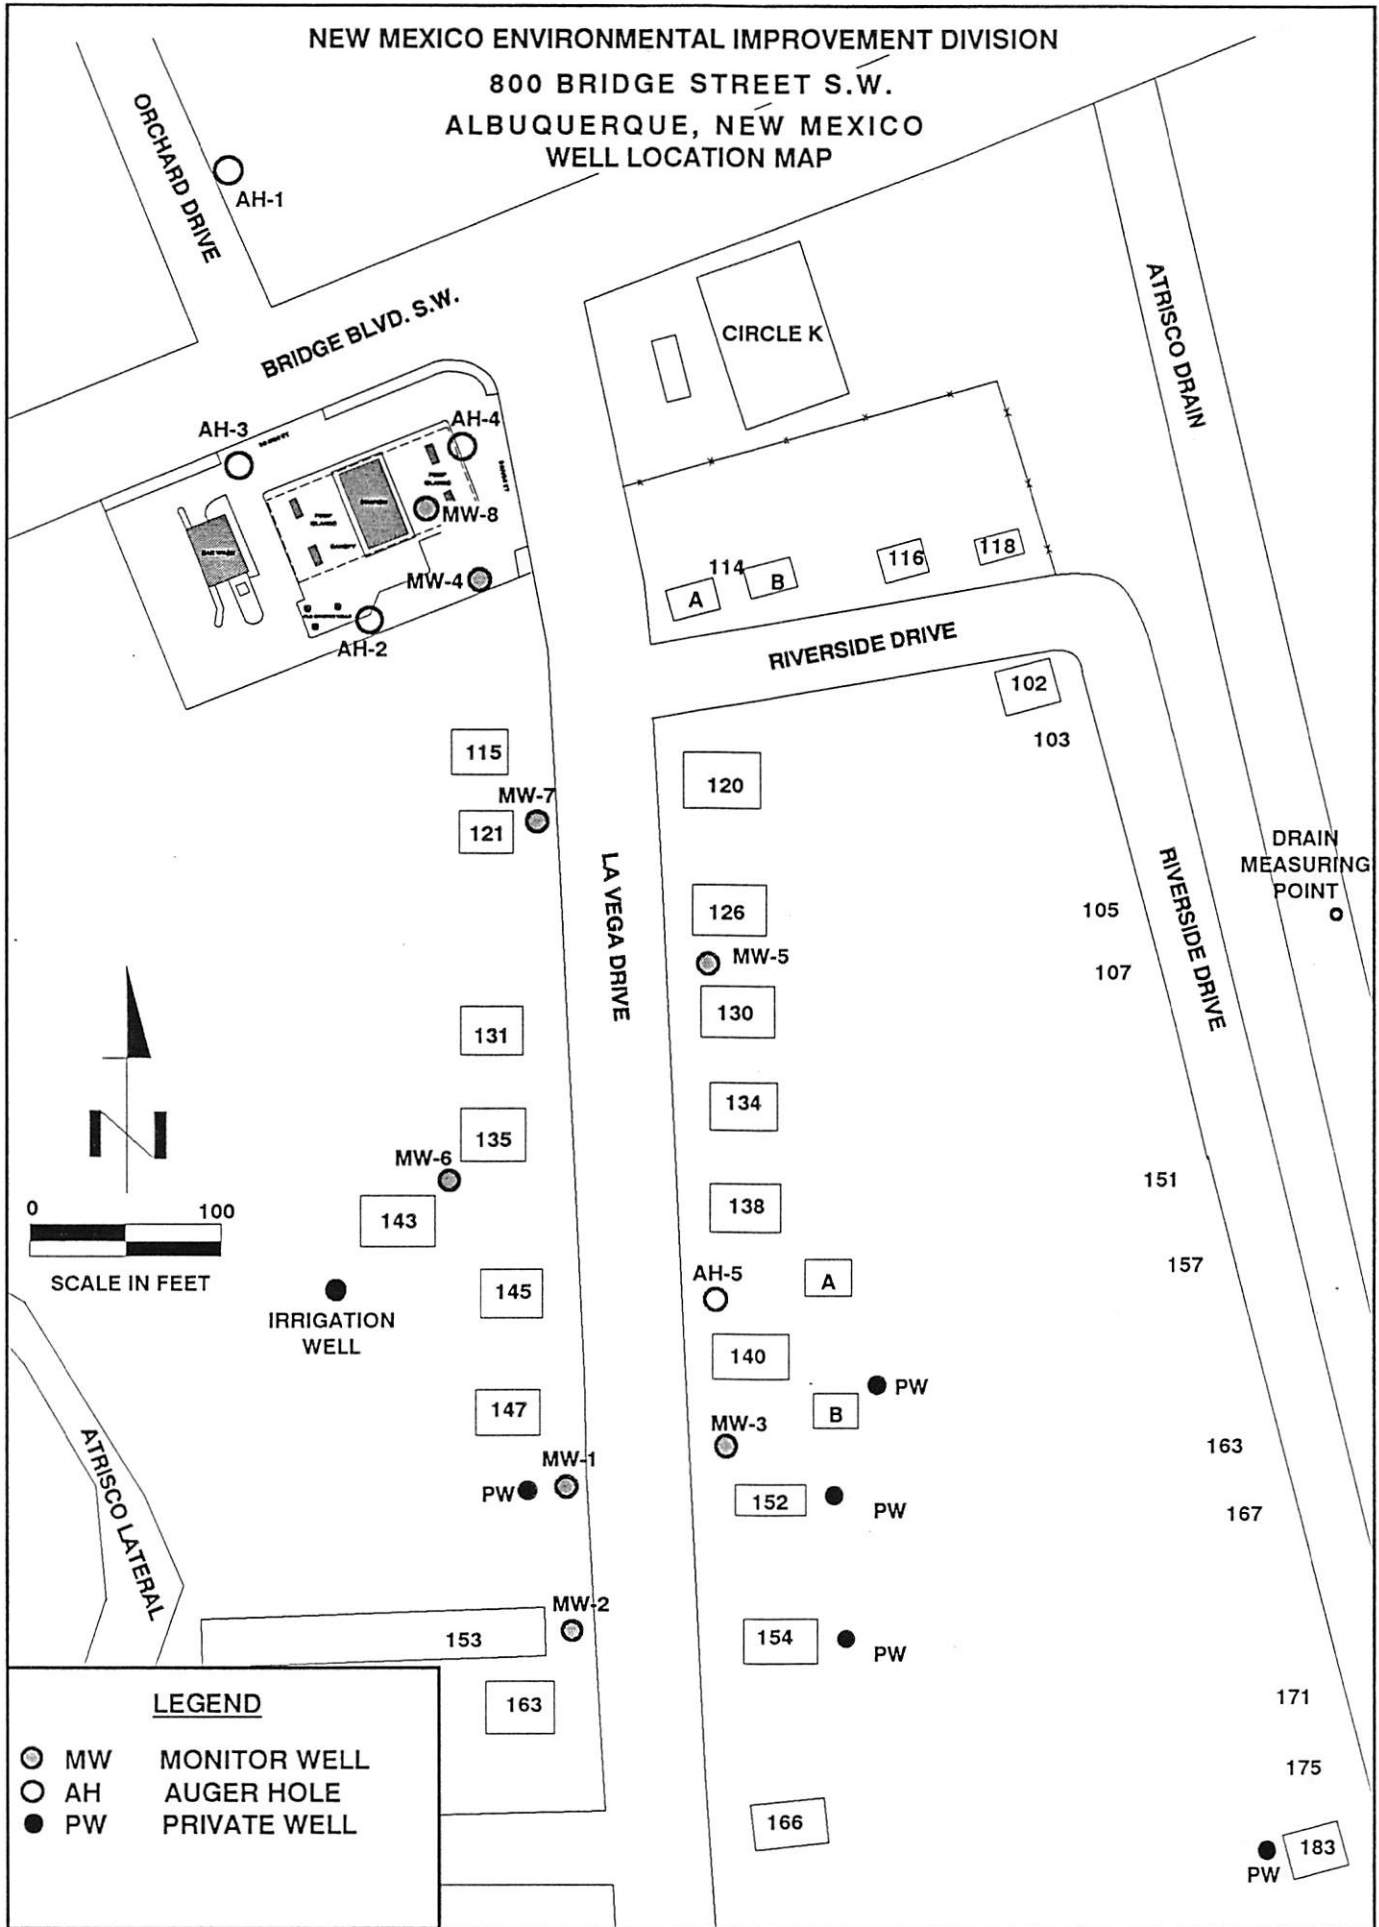 NEW MEXICO ENVIRONMENTAL IMPROVEMENT DIVISION
800 BRIDGE STREET S.W.
ALBUQUERQUE, NEW MEXICO
WELL LOCATION MAP
ORCHARD DRIVE
AH-1
BRIDGE BLVD. S.W.
CIRCLE K
ATRISCO DRAIN
AH-3
AH-4
MW-8
CAR WASH
CANOPY
MW-4
AH-2
114
A
B
116
118
RIVERSIDE DRIVE
102
103
115
120
MW-7
121
LA VEGA DRIVE
126
MW-5
130
105
107
RIVERSIDE DRIVE
DRAIN
MEASURING
POINT
131
134
135
MW-6
143
138
151
157
N
0 100
SCALE IN FEET
IRRIGATION
WELL
145
AH-5
A
140
PW
B
147
MW-3
MW-1
PW
152
PW
163
167
ATRISCO LATERAL
MW-2
153
154
PW
163
171
175
166
183
PW
LEGEND
MW MONITOR WELL
AH AUGER HOLE
PW PRIVATE WELL